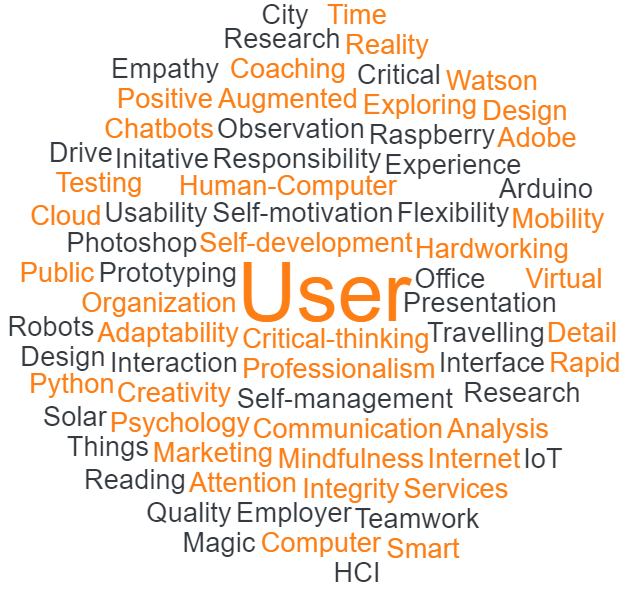 City Time
Research Reality
Empathy Coaching Critical Watson
Positive Augmented Exploring Design
Chatbots Observation Raspberry Adobe
Drive Initative Responsibility Experience
Testing Human-Computer Arduino
Cloud Usability Self-motivation Flexibility Mobility
Photoshop Self-development Hardworking
Public Prototyping User Office Virtual
Organization Presentation
Robots Adaptability Critical-thinking Travelling Detail
Design Interaction Professionalism Interface Rapid
Python Creativity Self-management Research
Solar Psychology Communication Analysis
Things Marketing Mindfulness Internet IoT
Reading Attention Integrity Services
Quality Employer Teamwork
Magic Computer Smart
HCI